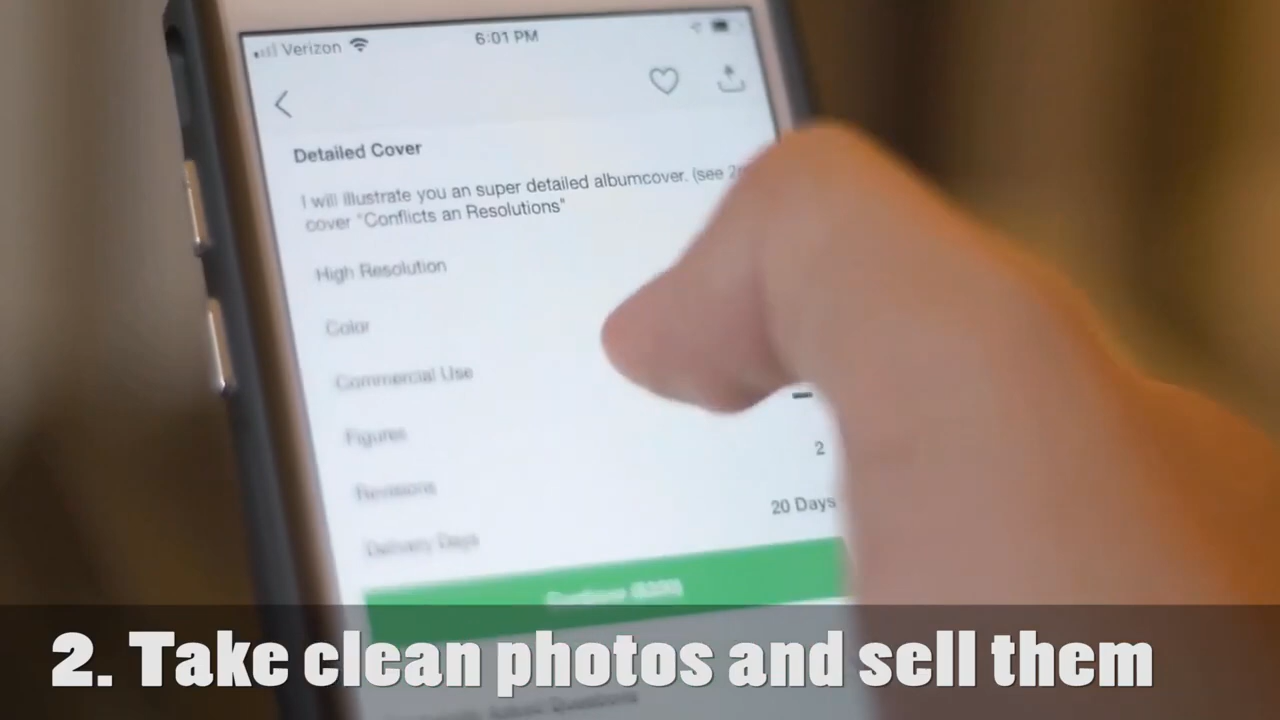 Verizon
6:01 PM
Detailed Cover
I will illustrate you an super detailed albumcover. (see
cover "Conflicts an Resolutions"
High Resolution
Color
Commercial Use
Figures
Revisions
2
Delivery Days
20 Days
Continue
2. Take clean photos and sell them